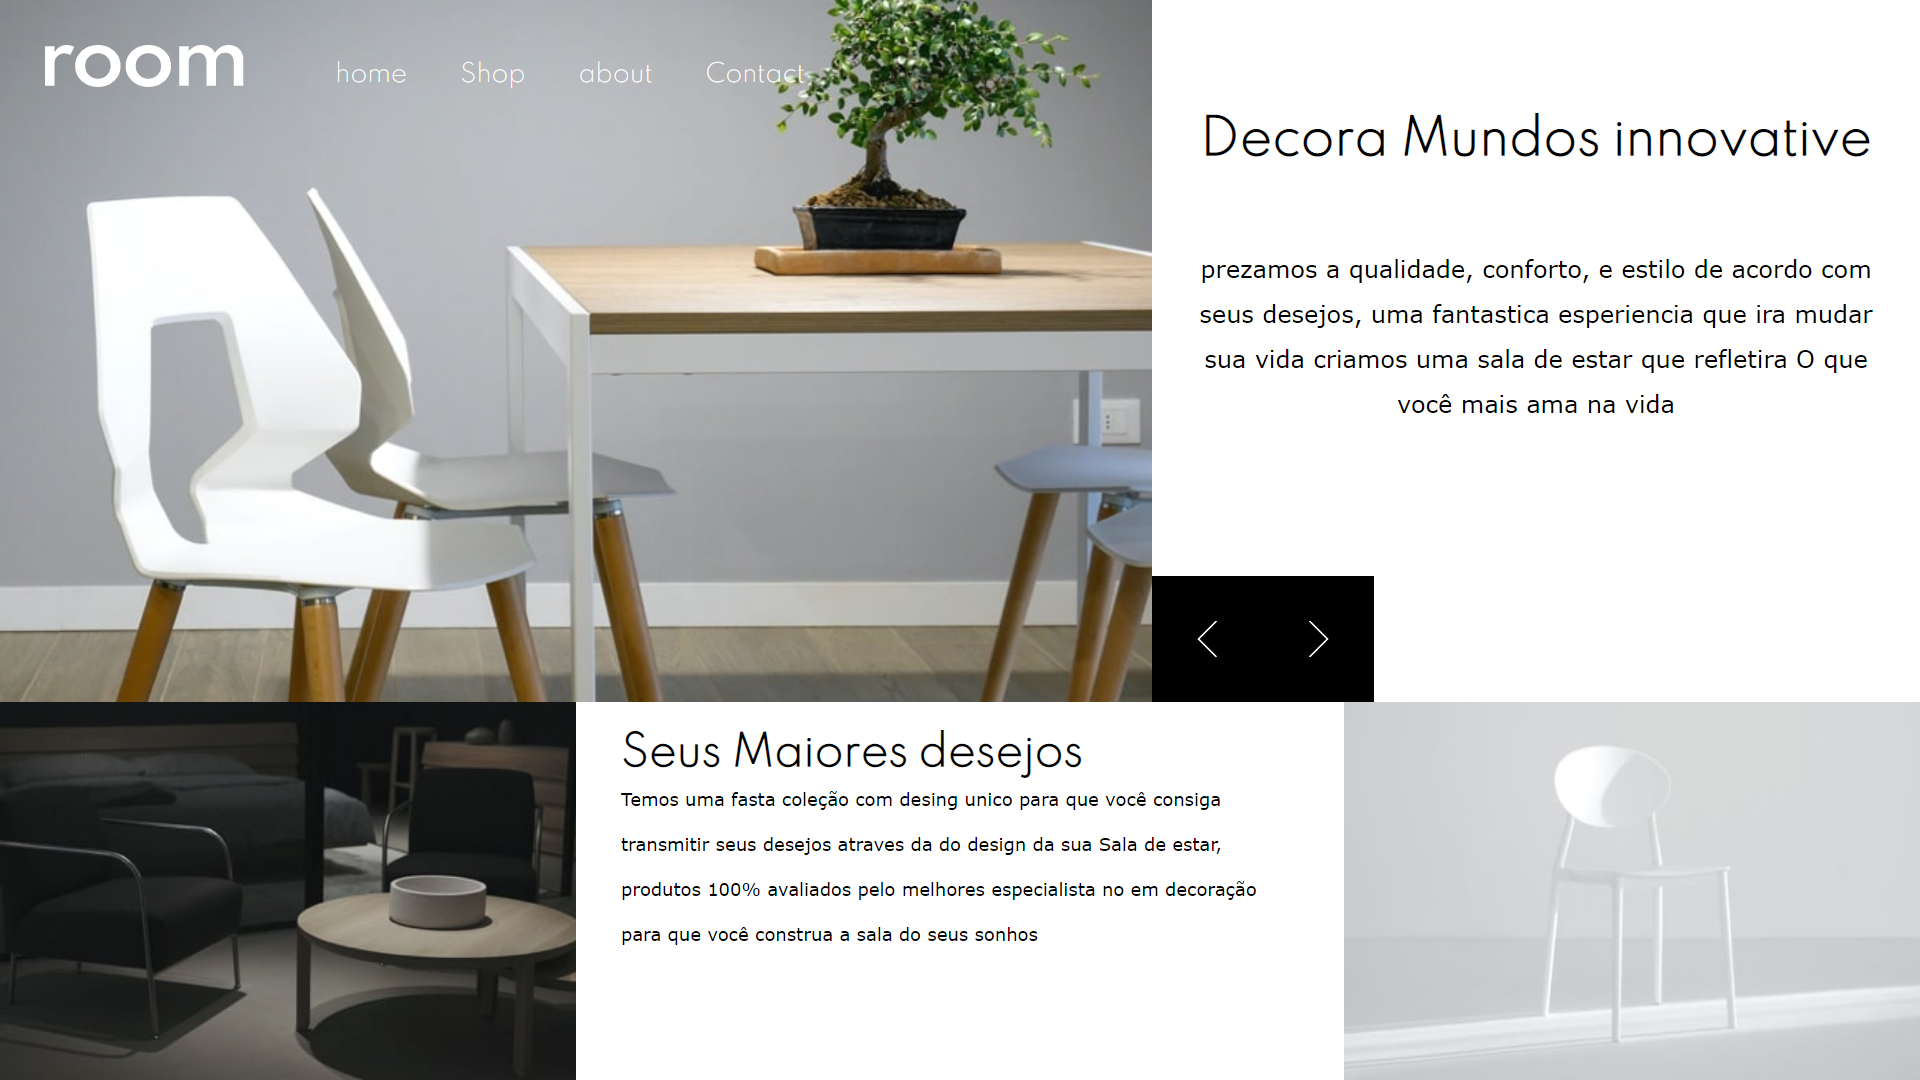 room
home Shop about Contact
Decora Mundos innovative
prezamos a qualidade, conforto, e estilo de acordo com
seus desejos, uma fantastica esperiencia que ira mudar
sua vida criamos uma sala de estar que refletira O que
você mais ama na vida
Seus Maiores desejos
Temos uma fasta coleção com desing unico para que você consiga
transmitir seus desejos atraves da do design da sua Sala de estar,
produtos 100% avaliados pelo melhores especialista no em decoração
para que você construa a sala do seus sonhos